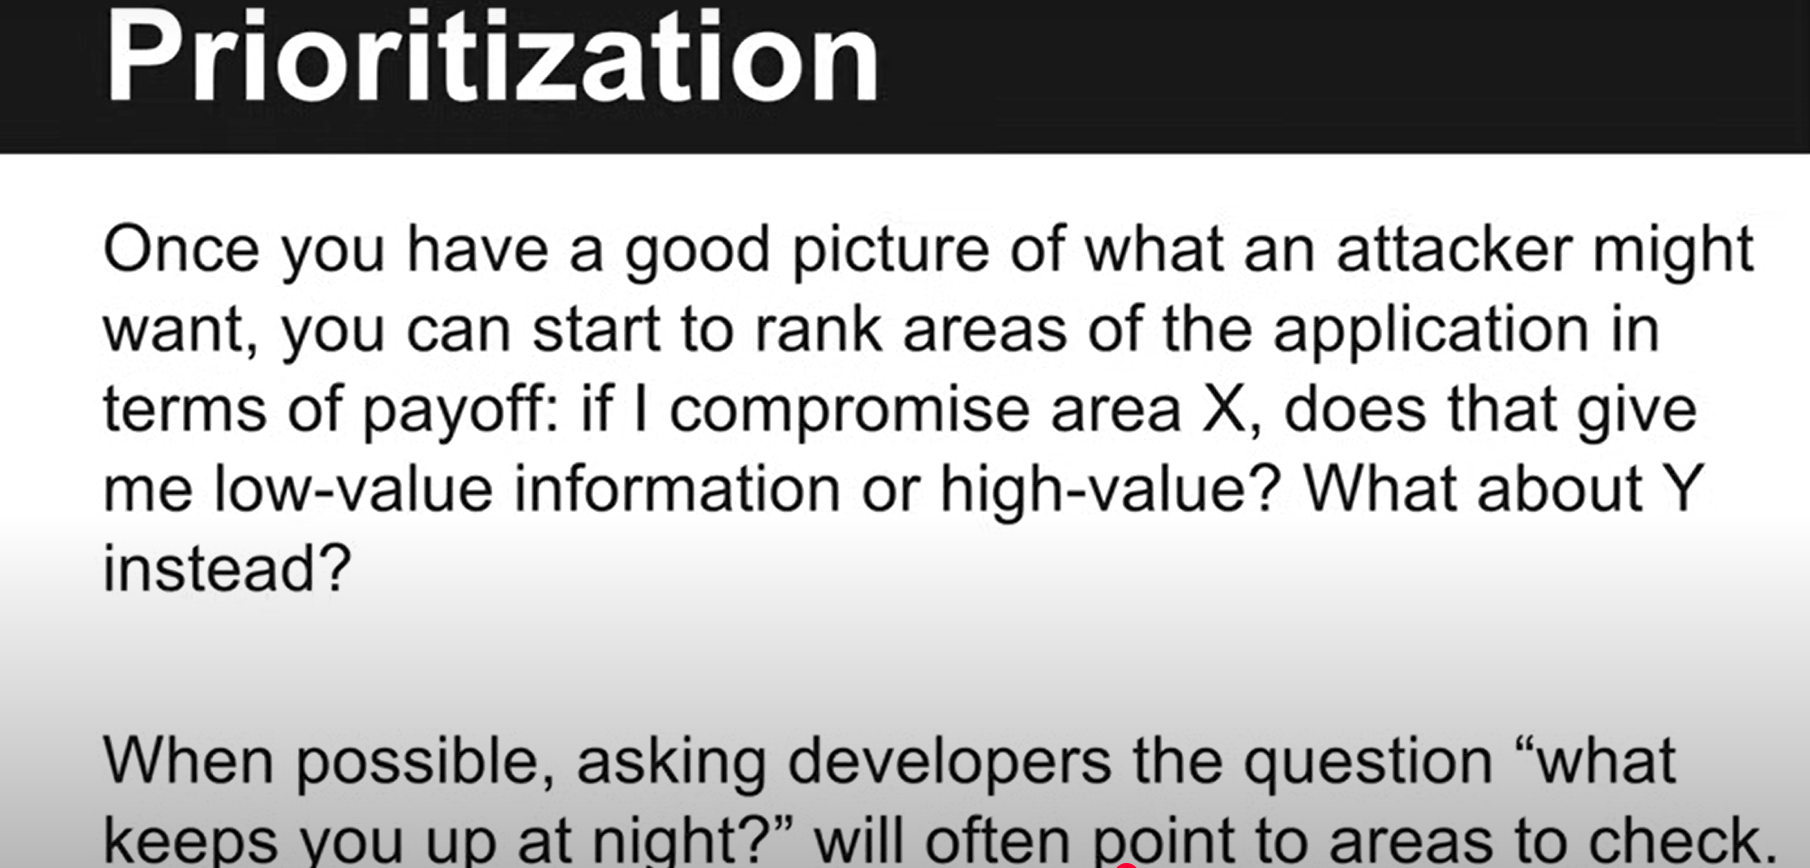 Prioritization
Once you have a good picture of what an attacker might
want, you can start to rank areas of the application in
terms of payoff: if I compromise area X, does that give
me low-value information or high-value? What about Y
instead?
When possible, asking developers the question “what
keeps you up at night?” will often point to areas to check.